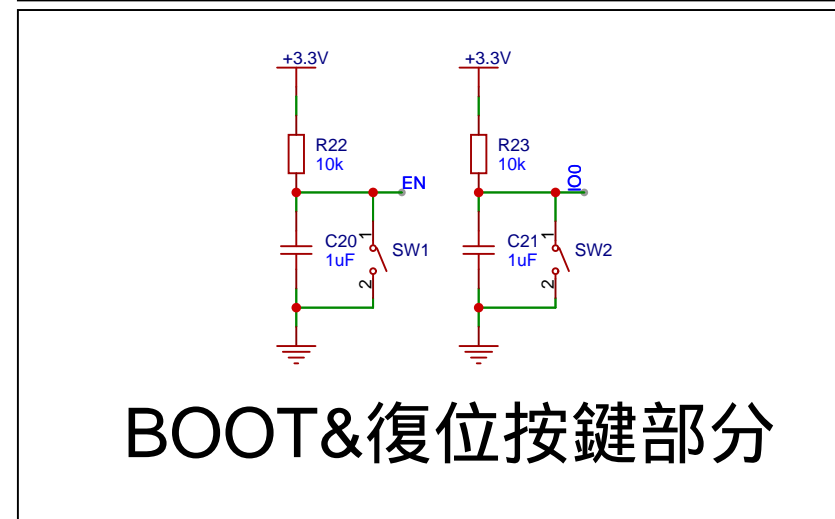 +3.3V
+3.3V
R22
10k
R23
10k
EN
IO0
C20
1uF
1
2
SW1
C21
1uF
1
2
SW2
BOOT&復位按鍵部分